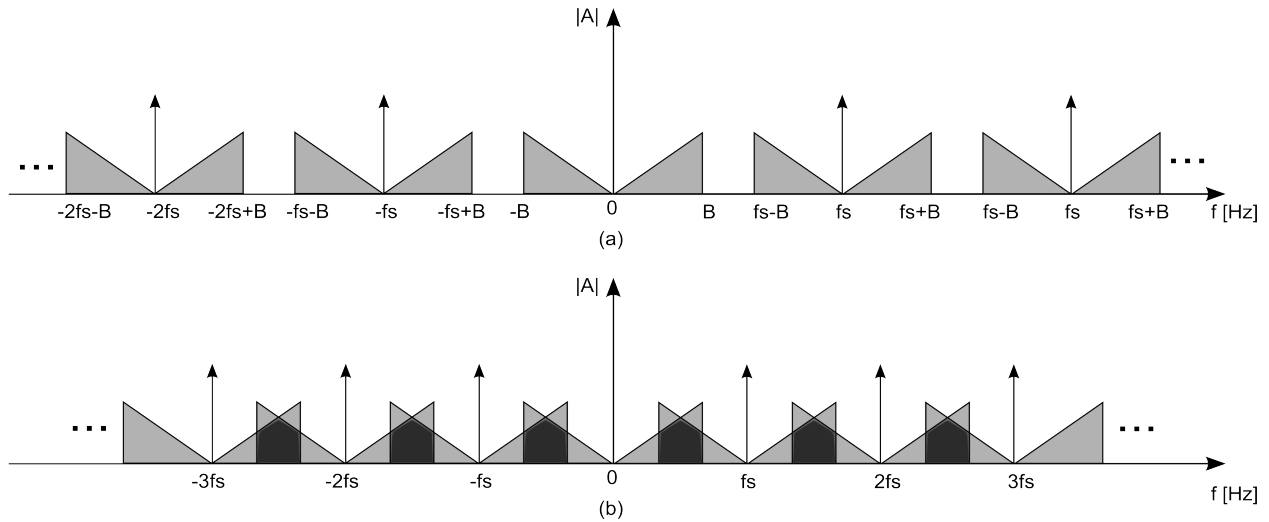 |A|
-2fs-B -2fs -2fs+B -fs-B -fs -fs+B -B 0 B fs-B fs fs+B fs-B fs fs+B f [Hz]
(a)
|A|
-3fs -2fs -fs 0 fs 2fs 3fs f [Hz]
(b)